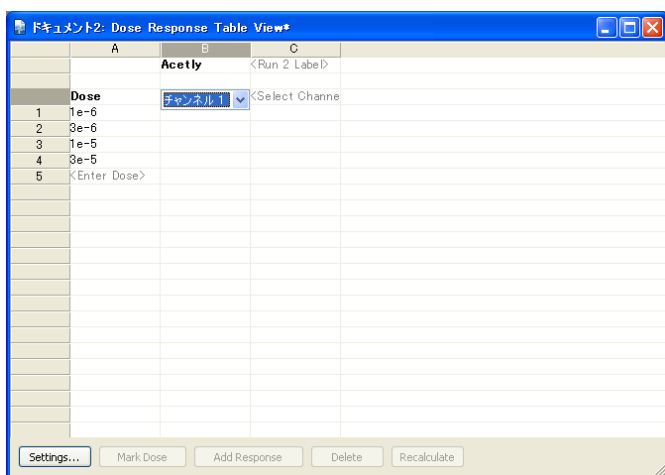 ドキュメント2: Dose Response Table View*
A B C
Acetly <Run 2 Label>
Dose チャンネル 1 <Select Channe
1 1e-6
2 3e-6
3 1e-5
4 3e-5
5 <Enter Dose>
Settings... Mark Dose Add Response Delete Recalculate